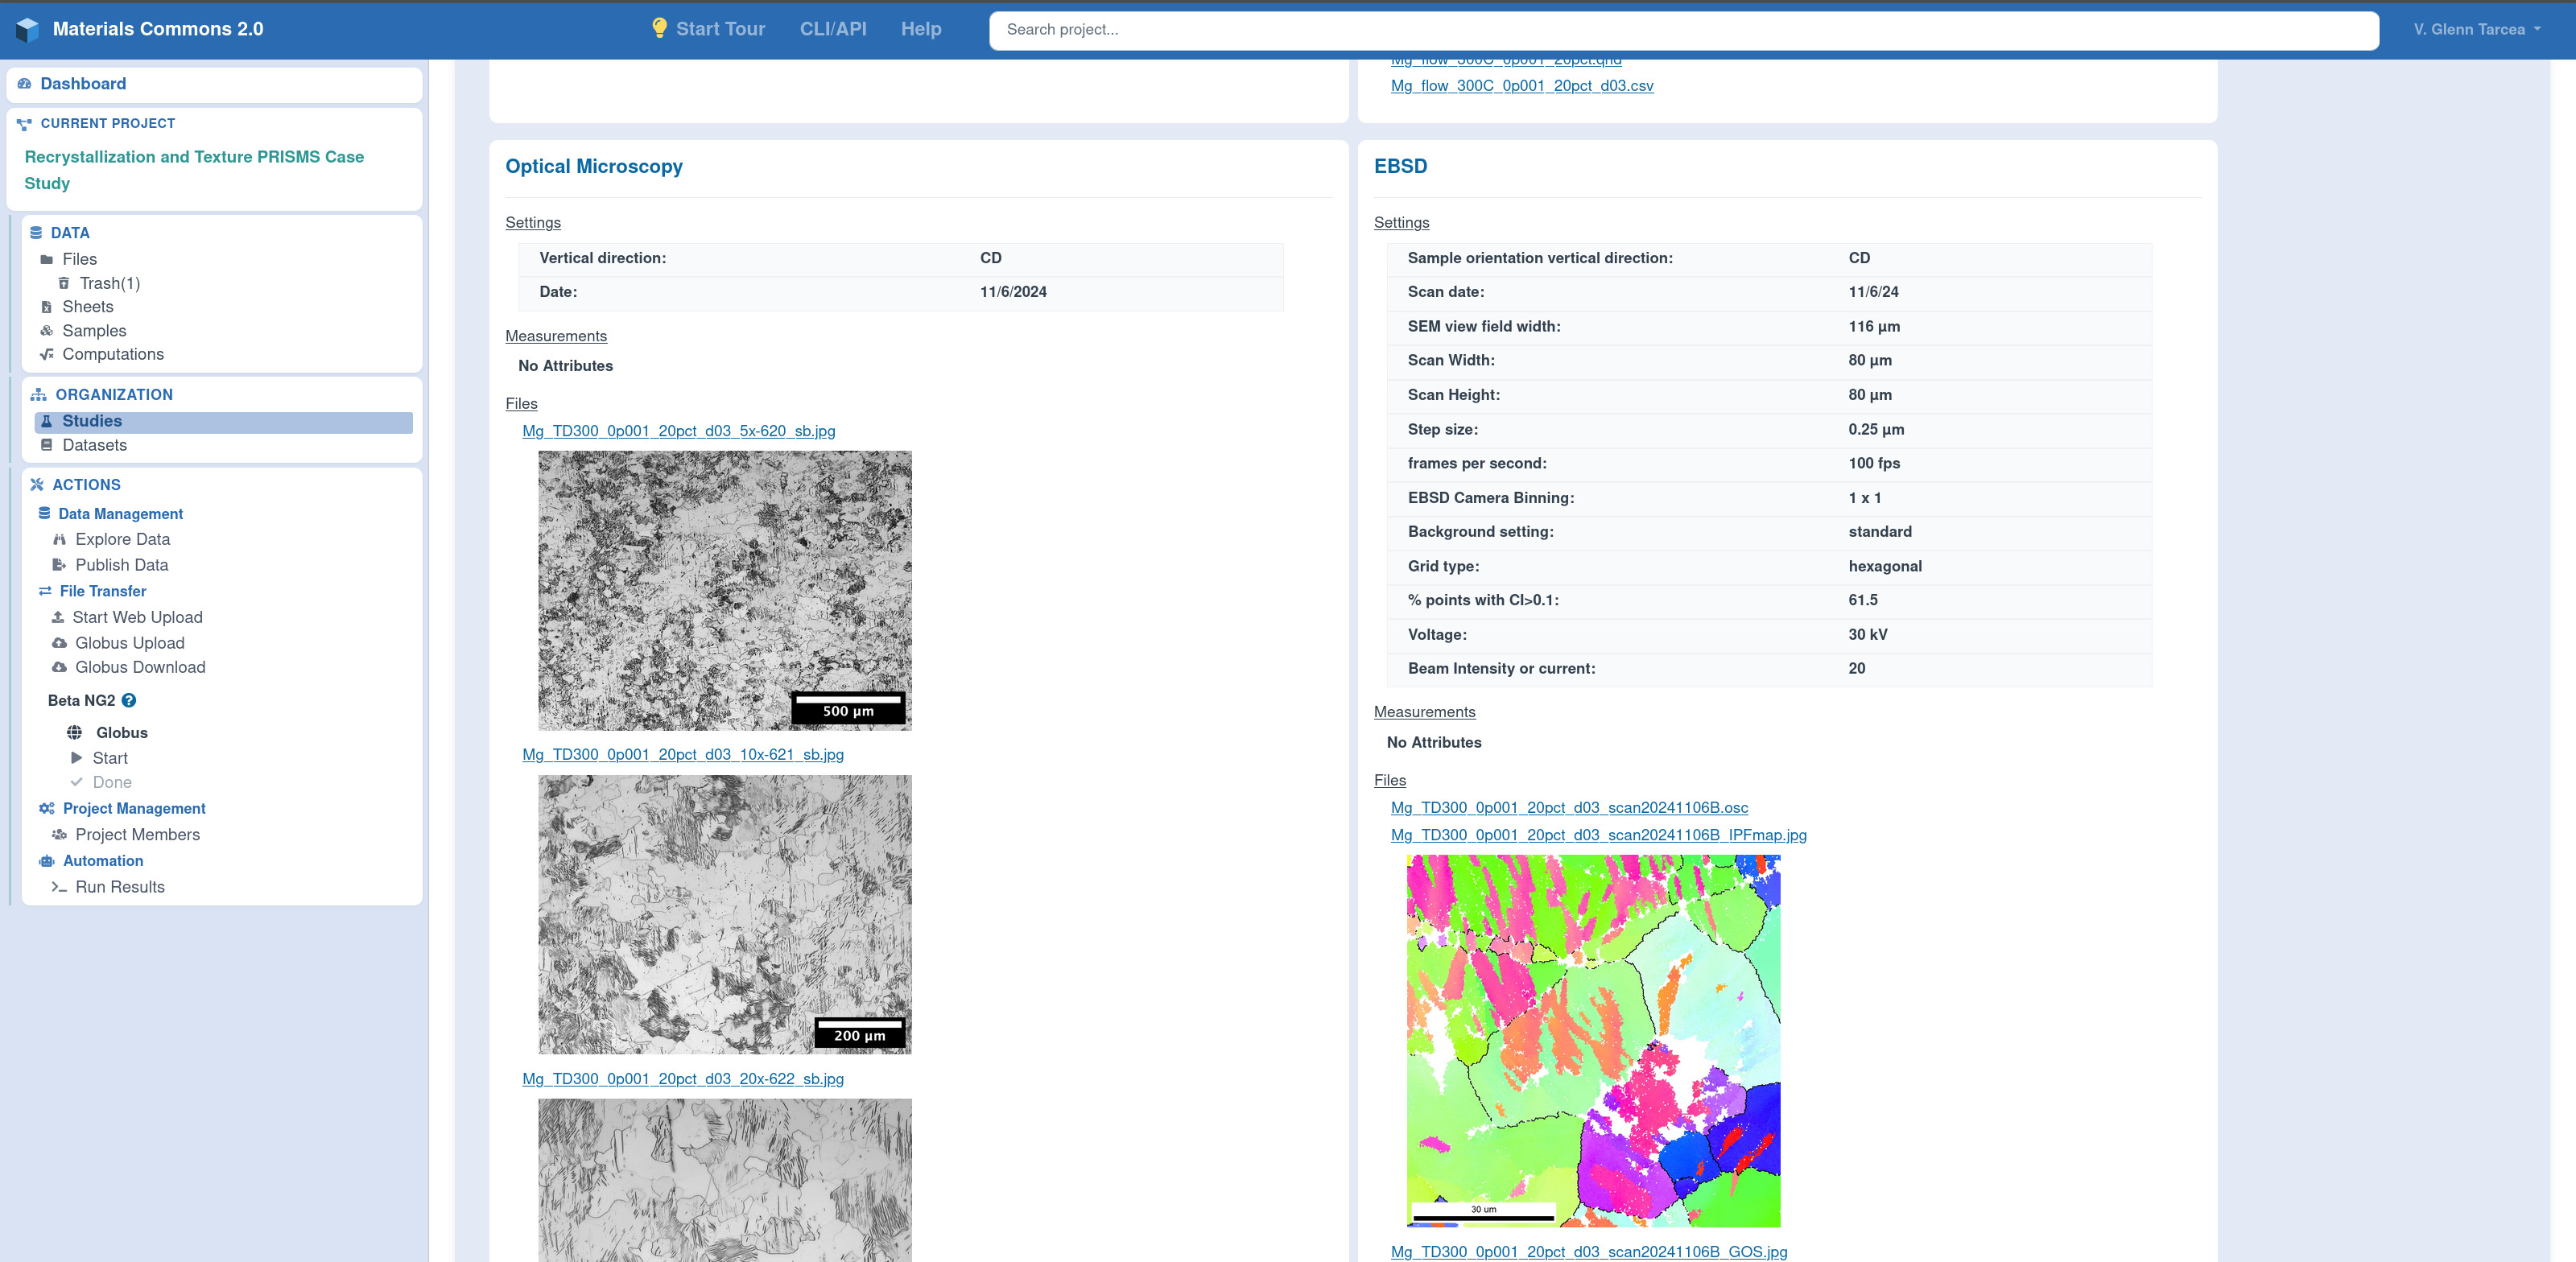 Materials Commons 2.0
Start Tour
CLI/API
Help
Search project...
V. Glenn Tarcea
Dashboard
CURRENT PROJECT
Recrystallization and Texture PRISMS Case
Study
DATA
Files
Trash(1)
Sheets
Samples
Computations
ORGANIZATION
Studies
Datasets
ACTIONS
Data Management
Explore Data
Publish Data
File Transfer
Start Web Upload
Globus Upload
Globus Download
Beta NG2
Globus
Start
Done
Project Management
Project Members
Automation
Run Results
Mg_flow_300C_0p001_20pct.qnd
Mg_flow_300C_0p001_20pct_d03.csv
Optical Microscopy
Settings
Vertical direction: CD
Date: 11/6/2024
Measurements
No Attributes
Files
Mg_TD300_0p001_20pct_d03_5x-620_sb.jpg
500 µm
Mg_TD300_0p001_20pct_d03_10x-621_sb.jpg
200 µm
Mg_TD300_0p001_20pct_d03_20x-622_sb.jpg
EBSD
Settings
Sample orientation vertical direction: CD
Scan date: 11/6/24
SEM view field width: 116 µm
Scan Width: 80 µm
Scan Height: 80 µm
Step size: 0.25 µm
frames per second: 100 fps
EBSD Camera Binning: 1 x 1
Background setting: standard
Grid type: hexagonal
% points with CI>0.1: 61.5
Voltage: 30 kV
Beam Intensity or current: 20
Measurements
No Attributes
Files
Mg_TD300_0p001_20pct_d03_scan20241106B.osc
Mg_TD300_0p001_20pct_d03_scan20241106B_IPFmap.jpg
30 um
Mg_TD300_0p001_20pct_d03_scan20241106B_GOS.jpg